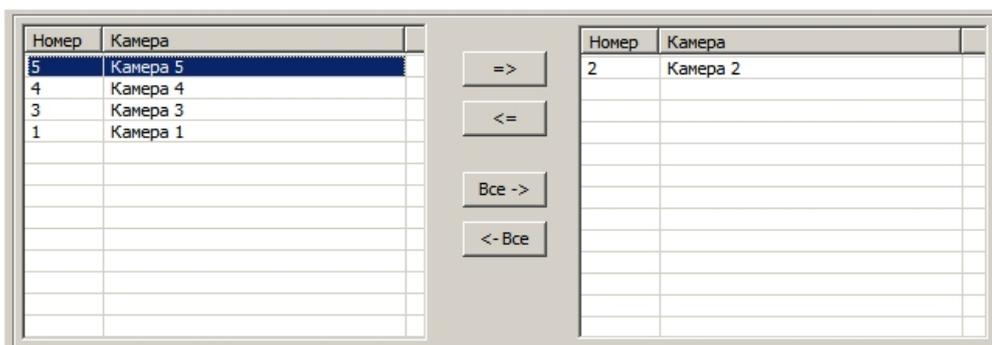 Номер Камера
5 Камера 5
4 Камера 4
3 Камера 3
1 Камера 1
=>
<=
Все ->
<- Все
Номер Камера
2 Камера 2